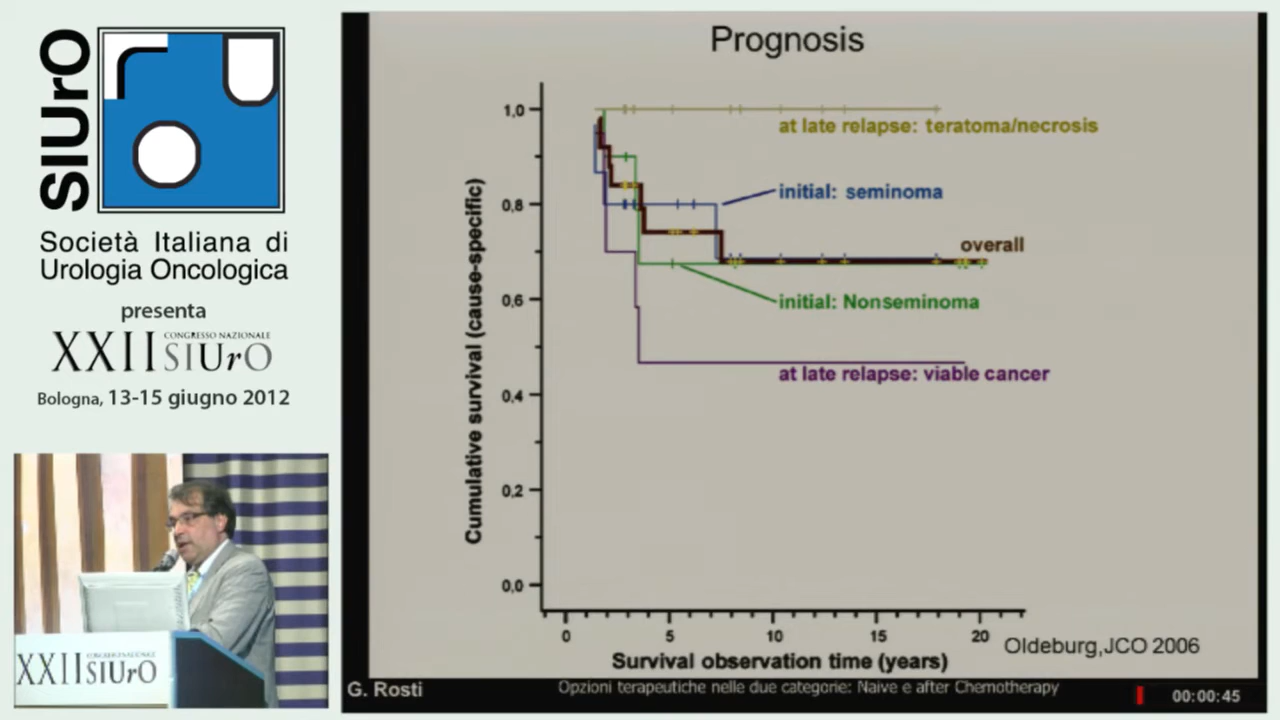 SIUrO
Società Italiana di
Urologia Oncologica
presenta
XXII CONGRESSO NAZIONALE
SIUrO
Bologna, 13-15 giugno 2012
XXII SIUrO
Prognosis
Cumulative survival (cause-specific)
1,0
0,8
0,6
0,4
0,2
0,0
at late relapse: teratoma/necrosis
initial: seminoma
overall
initial: Nonseminoma
at late relapse: viable cancer
0 5 10 15 20
Survival observation time (years)
Oldeburg,JCO 2006
G. Rosti
Opzioni terapeutiche nelle due categorie: Naive e after Chemotherapy
00:00:45